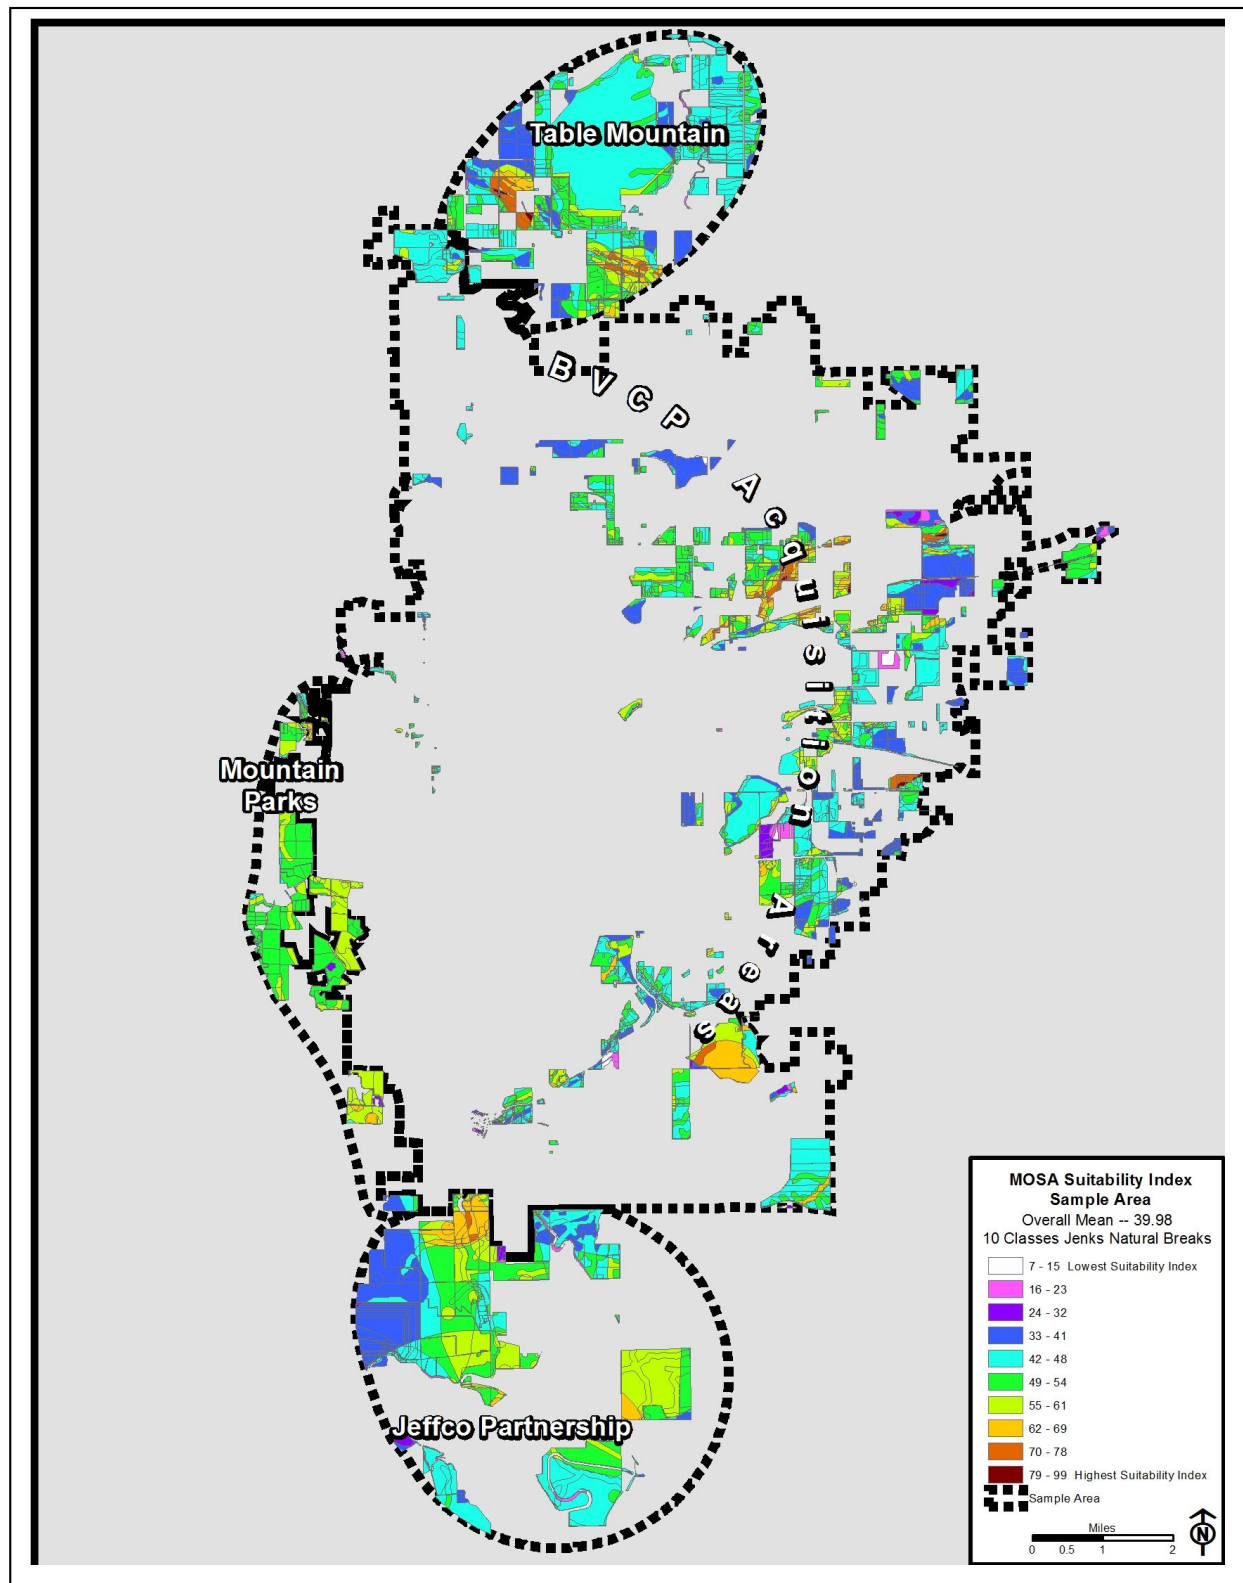 Table Mountain
BVCP Acquisition Areas
Mountain
Parks
Jeffco Partnership
MOSA Suitability Index
Sample Area
Overall Mean -- 39.98
10 Classes Jenks Natural Breaks
7 - 15 Lowest Suitability Index
16 - 23
24 - 32
33 - 41
42 - 48
49 - 54
55 - 61
62 - 69
70 - 78
79 - 99 Highest Suitability Index
Sample Area
Miles
0 0.5 1 2
N